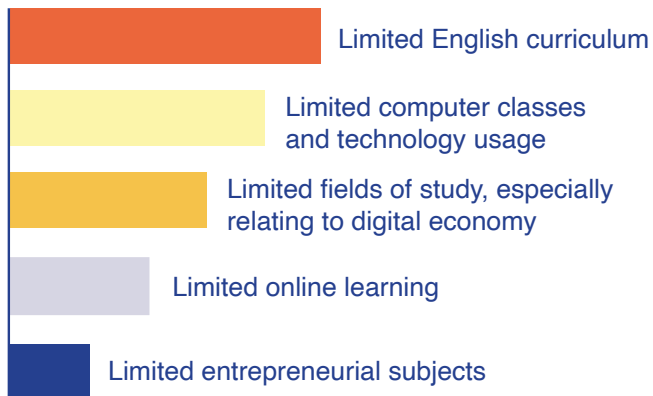 Limited English curriculum
Limited computer classes
and technology usage
Limited fields of study, especially
relating to digital economy
Limited online learning
Limited entrepreneurial subjects